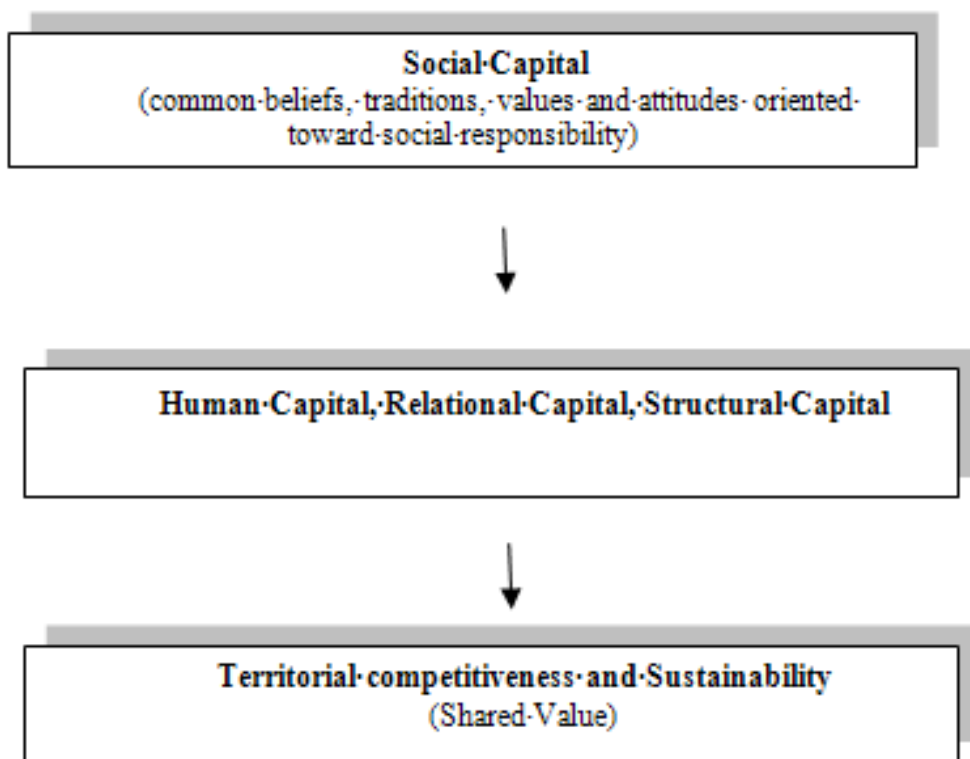 Social·Capital
(common·beliefs,·traditions,·values·and·attitudes·oriented·
toward·social·responsibility)
Human·Capital,·Relational·Capital,·Structural·Capital
Territorial·competitiveness·and·Sustainability
(Shared·Value)